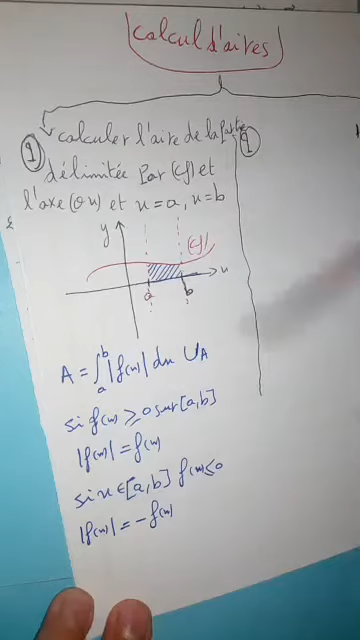 calcul d'aires
① calculer l'aire de la partie
délimitée par (Cf) et
l'axe (Ox) et x=a, x=b
y
(Cf)
x
a
b
A = ∫ₐᵇ |f(x)| dx U_A
si f(x) ≥ 0 sur [a,b]
|f(x)| = f(x)
si x ∈ [a,b] f(x) ≤ 0
|f(x)| = -f(x)